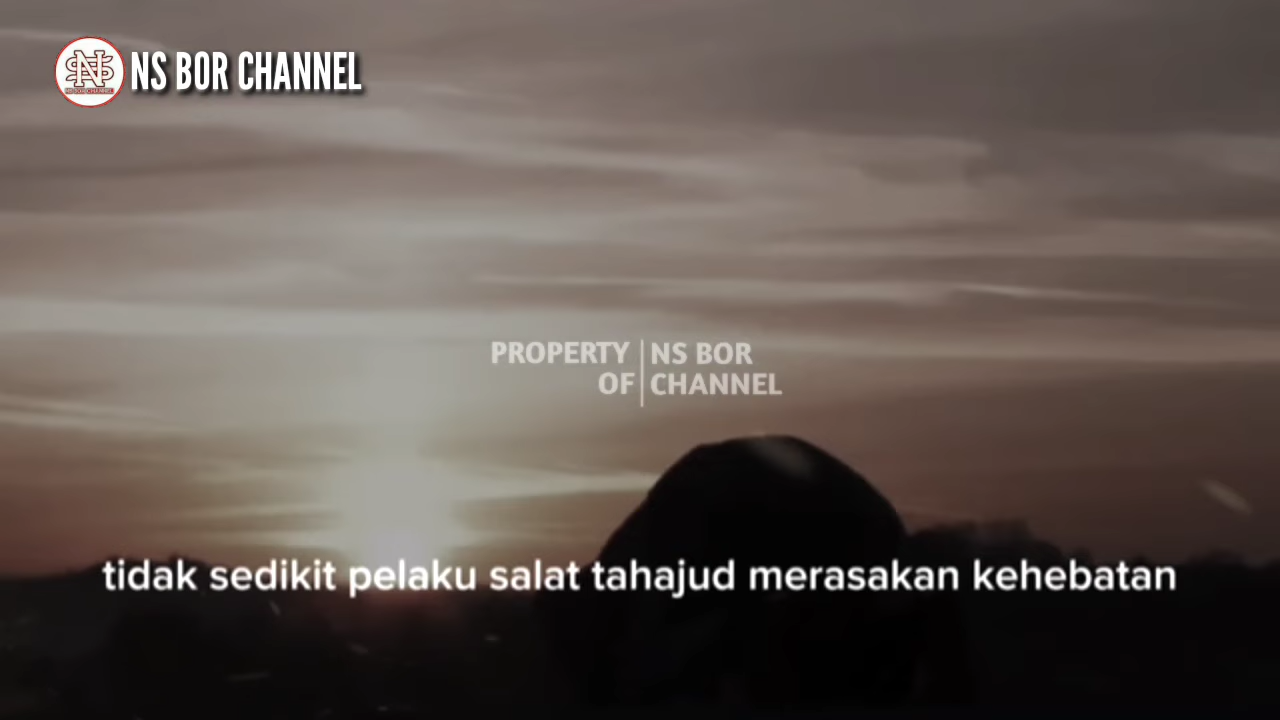 NS BOR CHANNEL
PROPERTY OF
NS BOR CHANNEL
tidak sedikit pelaku salat tahajud merasakan kehebatan